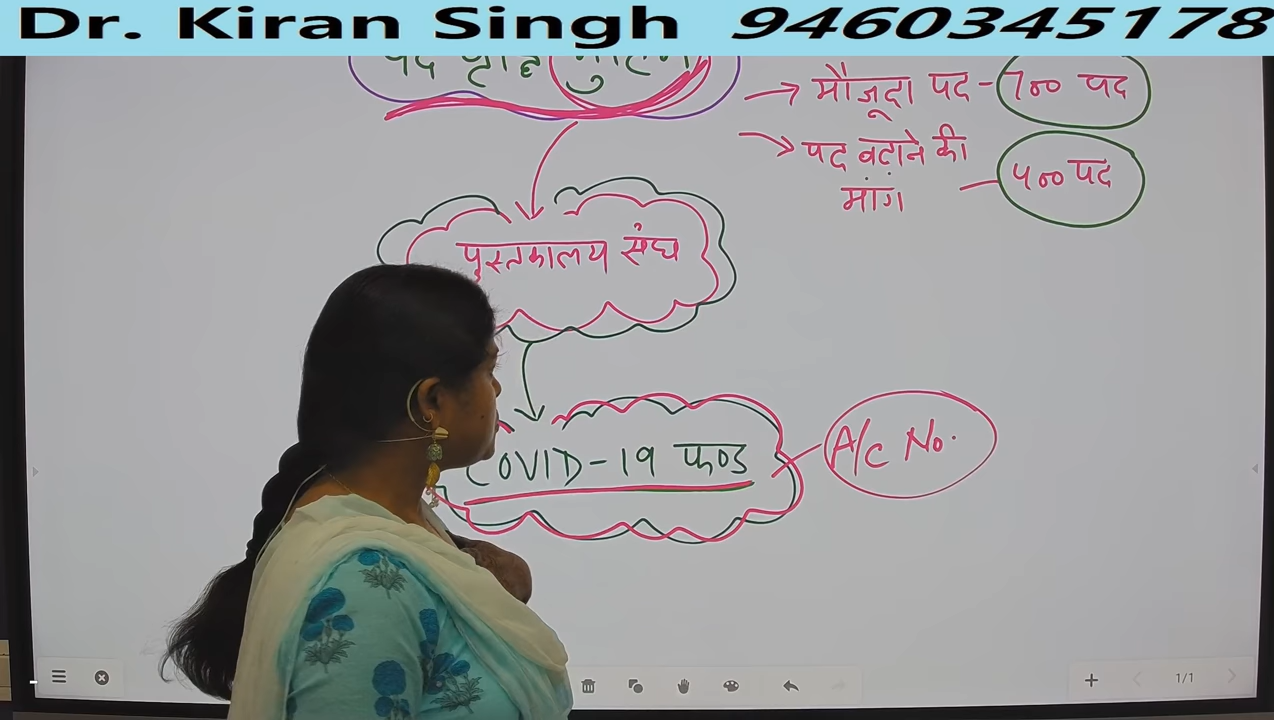 Dr. Kiran Singh 9460345178
पद वृद्धि मुहिम
→ मौजूदा पद - 700 पद
→ पद बढ़ाने की
मांग - 500 पद
पुस्तकालय संघ
COVID-19 फण्ड
A/c No.
1/1